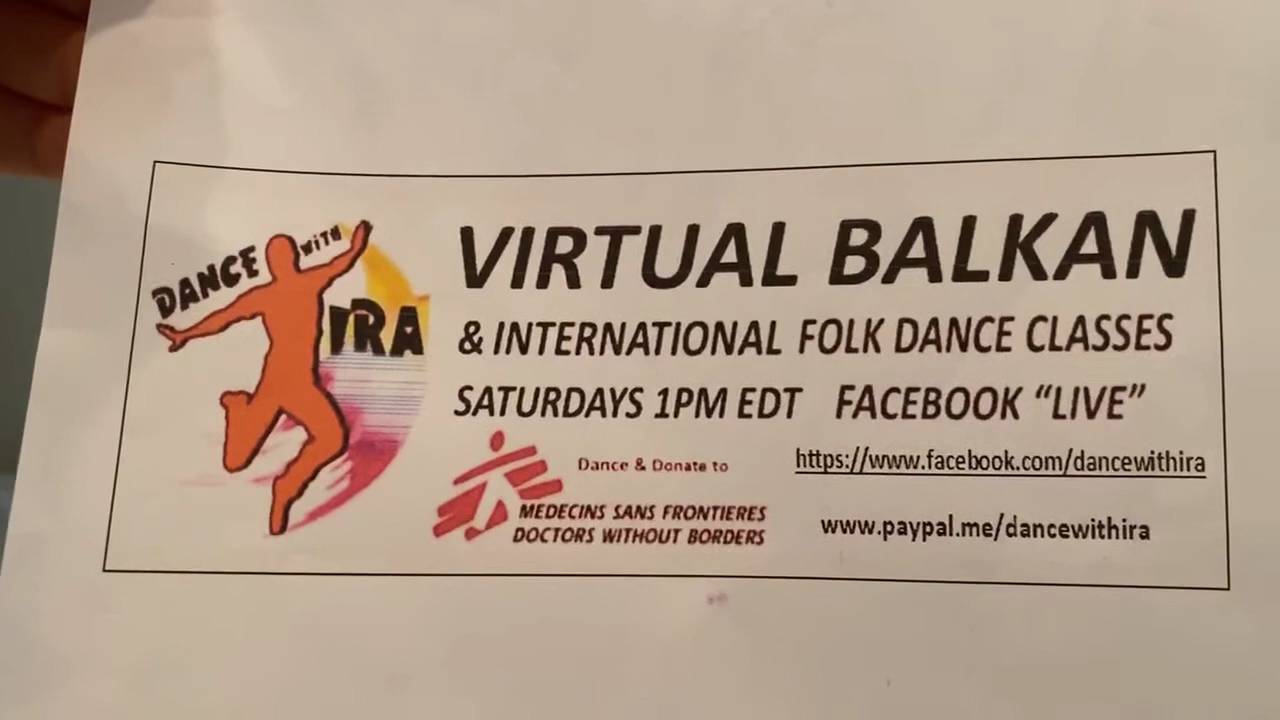 DANCE WITH
IRA
VIRTUAL BALKAN
& INTERNATIONAL FOLK DANCE CLASSES
SATURDAYS 1PM EDT FACEBOOK “LIVE”
Dance & Donate to
MEDECINS SANS FRONTIERES
DOCTORS WITHOUT BORDERS
https://www.facebook.com/dancewithira
www.paypal.me/dancewithira